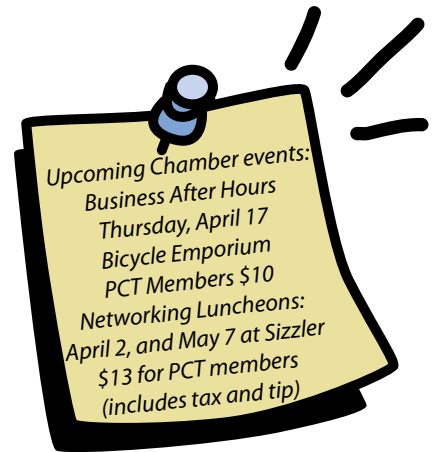 Upcoming Chamber events:
Business After Hours
Thursday, April 17
Bicycle Emporium
PCT Members $10
Networking Luncheons:
April 2, and May 7 at Sizzler
$13 for PCT members
(includes tax and tip)